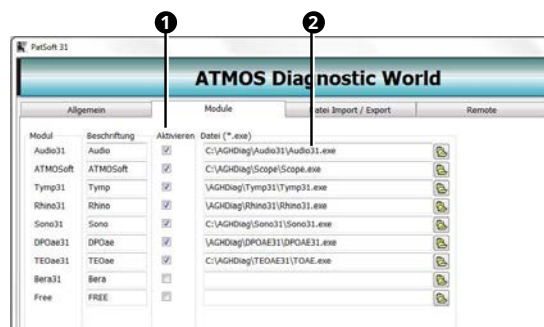 1 2
PatSoft 31
ATMOS Diagnostic World
Allgemein Module Datei Import / Export Remote
Modul Beschriftung Aktivieren Datei (*.exe)
Audio31 Audio C:\AGHDiag\Audio31\Audio31.exe
ATMOSoft ATMOSoft C:\AGHDiag\Scope\Scope.exe
Tymp31 Tymp \AGHDiag\Tymp31\Tymp31.exe
Rhino31 Rhino \AGHDiag\Rhino31\Rhino31.exe
Sono31 Sono C:\AGHDiag\Sono31\Sono31.exe
DPOae31 DPOae \AGHDiag\DPOAE31\DPOAE31.exe
TEOae31 TEOae C:\AGHDiag\TEOAE31\TOAE.exe
Bera31 Bera
Free FREE